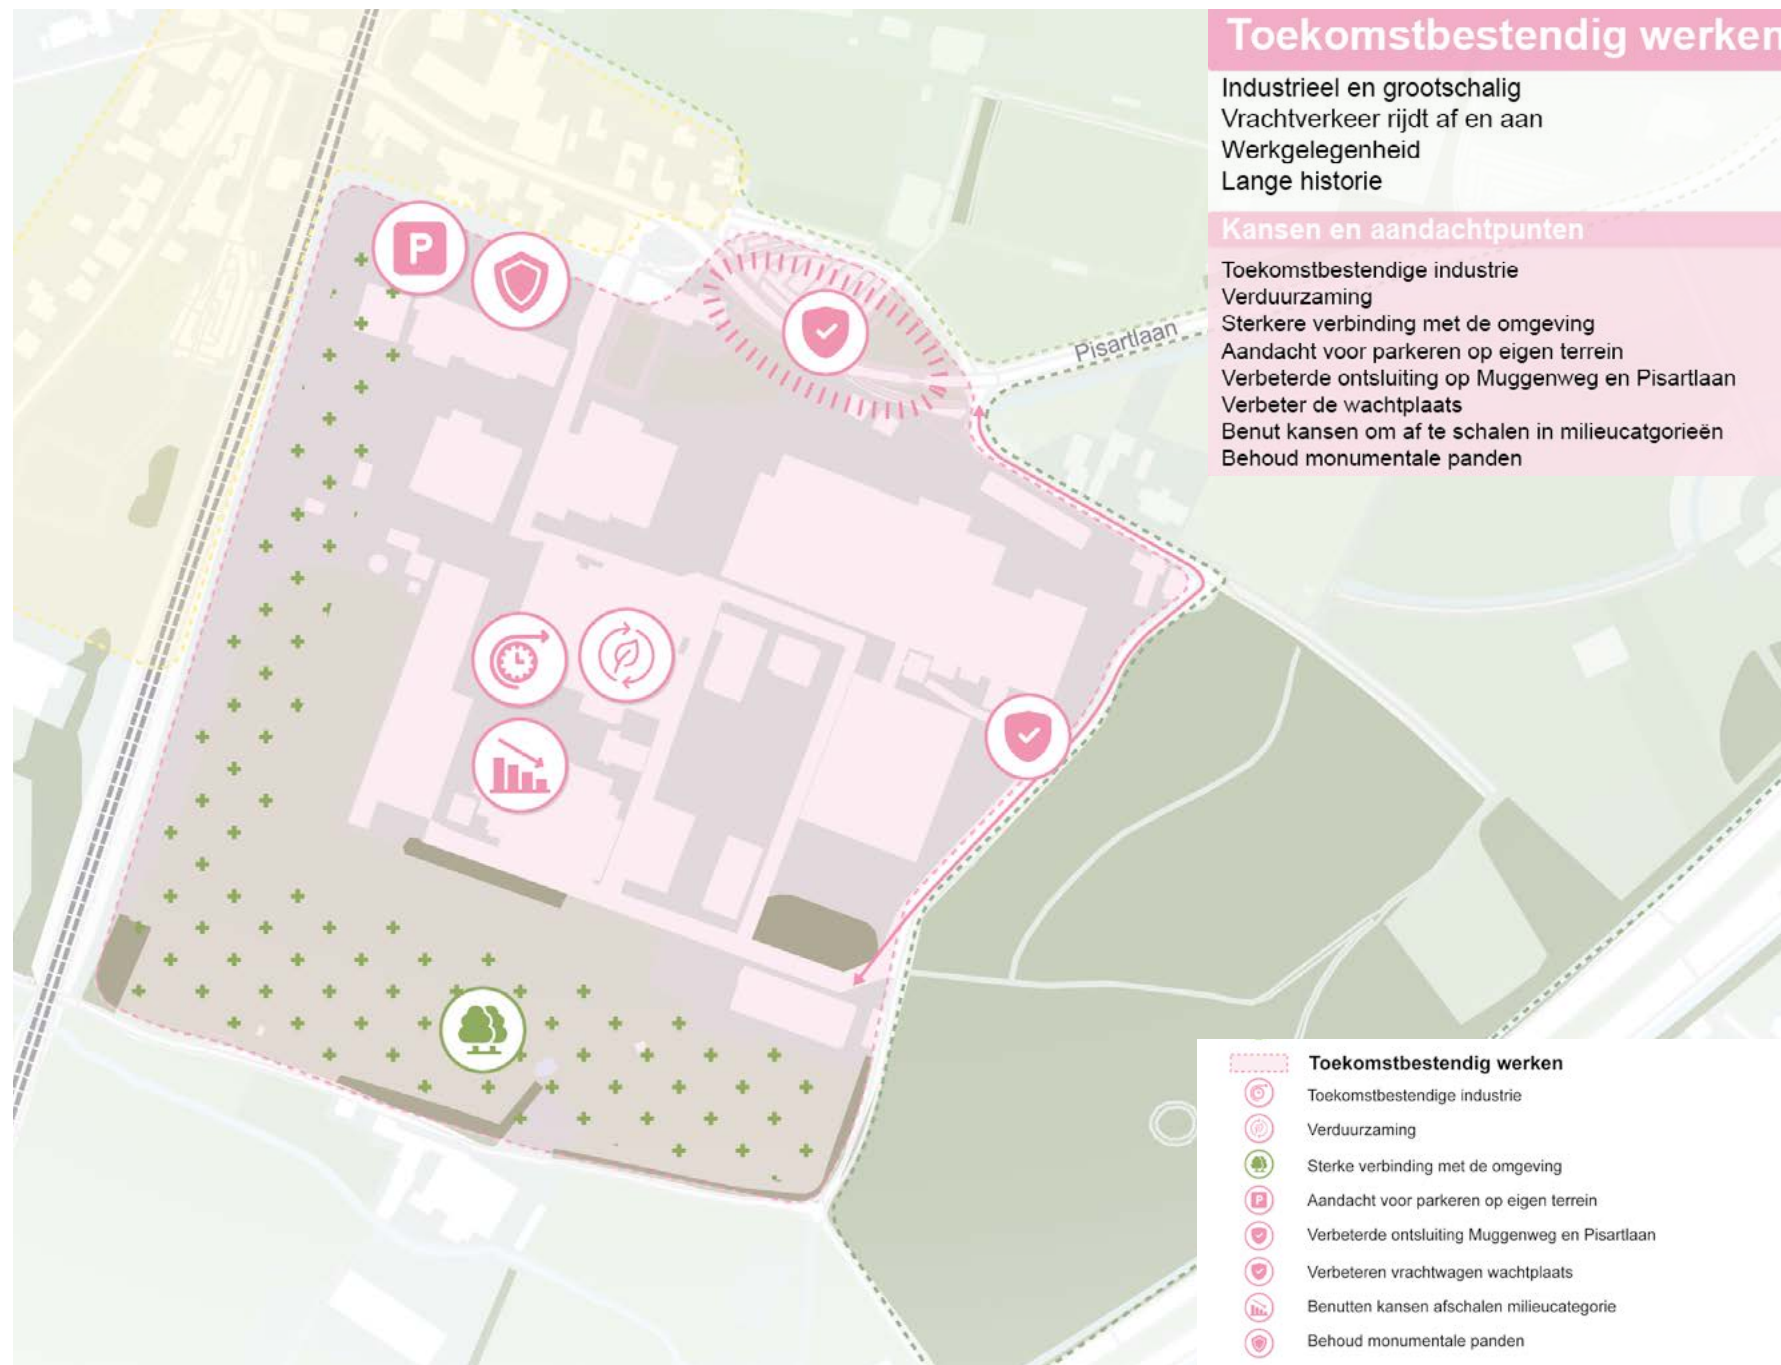 Toekomstbestendig werken
Industrieel en grootschalig
Vrachtverkeer rijdt af en aan
Werkgelegenheid
Lange historie
Kansen en aandachtpunten
Toekomstbestendige industrie
Verduurzaming
Sterkere verbinding met de omgeving
Aandacht voor parkeren op eigen terrein
Verbeterde ontsluiting op Muggenweg en Pisartlaan
Verbeter de wachtplaats
Benut kansen om af te schalen in milieucatgorieën
Behoud monumentale panden
P
Pisartlaan
Toekomstbestendig werken
Toekomstbestendige industrie
Verduurzaming
Sterke verbinding met de omgeving
P
Aandacht voor parkeren op eigen terrein
Verbeterde ontsluiting Muggenweg en Pisartlaan
Verbeteren vrachtwagen wachtplaats
Benutten kansen afschalen milieucategorie
Behoud monumentale panden